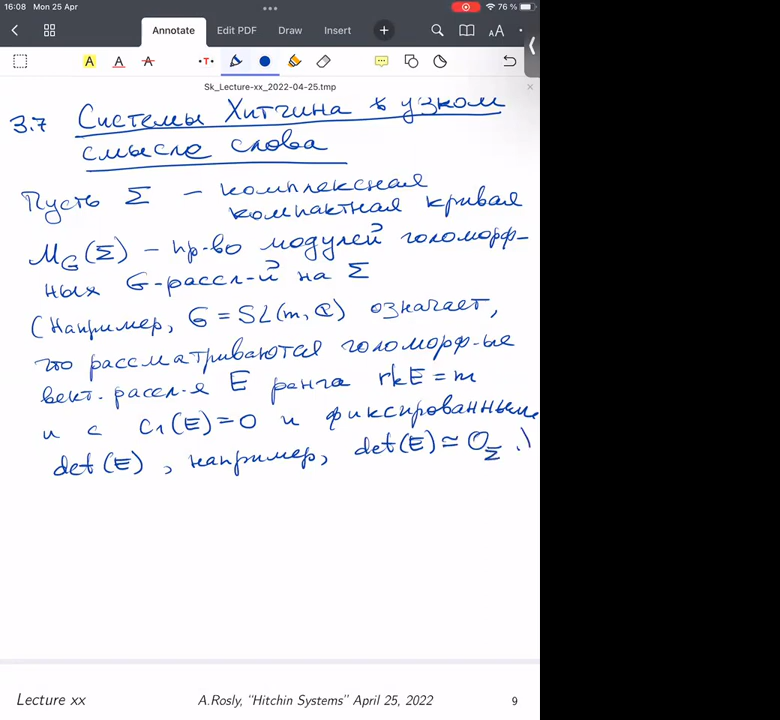 16:08 Mon 25 Apr
76 %
Annotate Edit PDF Draw Insert
AA
A A A T
Sk_Lecture-xx_2022-04-25.tmp
3.7 Системы Хитчина в узком
смысле слова
Пусть Σ – комплексная
компактная кривая
M_G(Σ) – пр-во модулей голоморф-
ных G-рассл-й на Σ
(Например, G = SL(m, ℂ) означает,
что рассматриваются голоморф-ые
вект. рассл-я E ранга rkE = m
и с c₁(E)=0 и фиксированным
det(E), например, det(E) ≃ O_Σ.)
Lecture xx A.Rosly, "Hitchin Systems" April 25, 2022 9